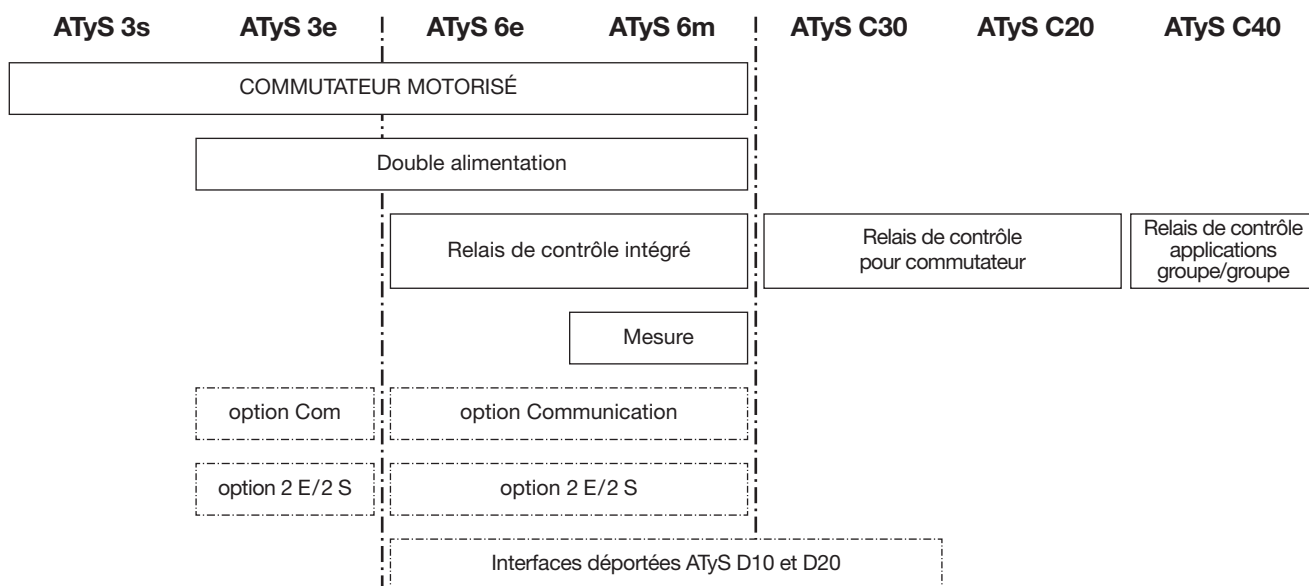 ATyS 3s ATyS 3e ATyS 6e ATyS 6m ATyS C30 ATyS C20 ATyS C40
COMMUTATEUR MOTORISÉ
Double alimentation
Relais de contrôle intégré
Relais de contrôle
pour commutateur
Relais de contrôle
applications
groupe/groupe
Mesure
option Com
option Communication
option 2 E/2 S
option 2 E/2 S
Interfaces déportées ATyS D10 et D20